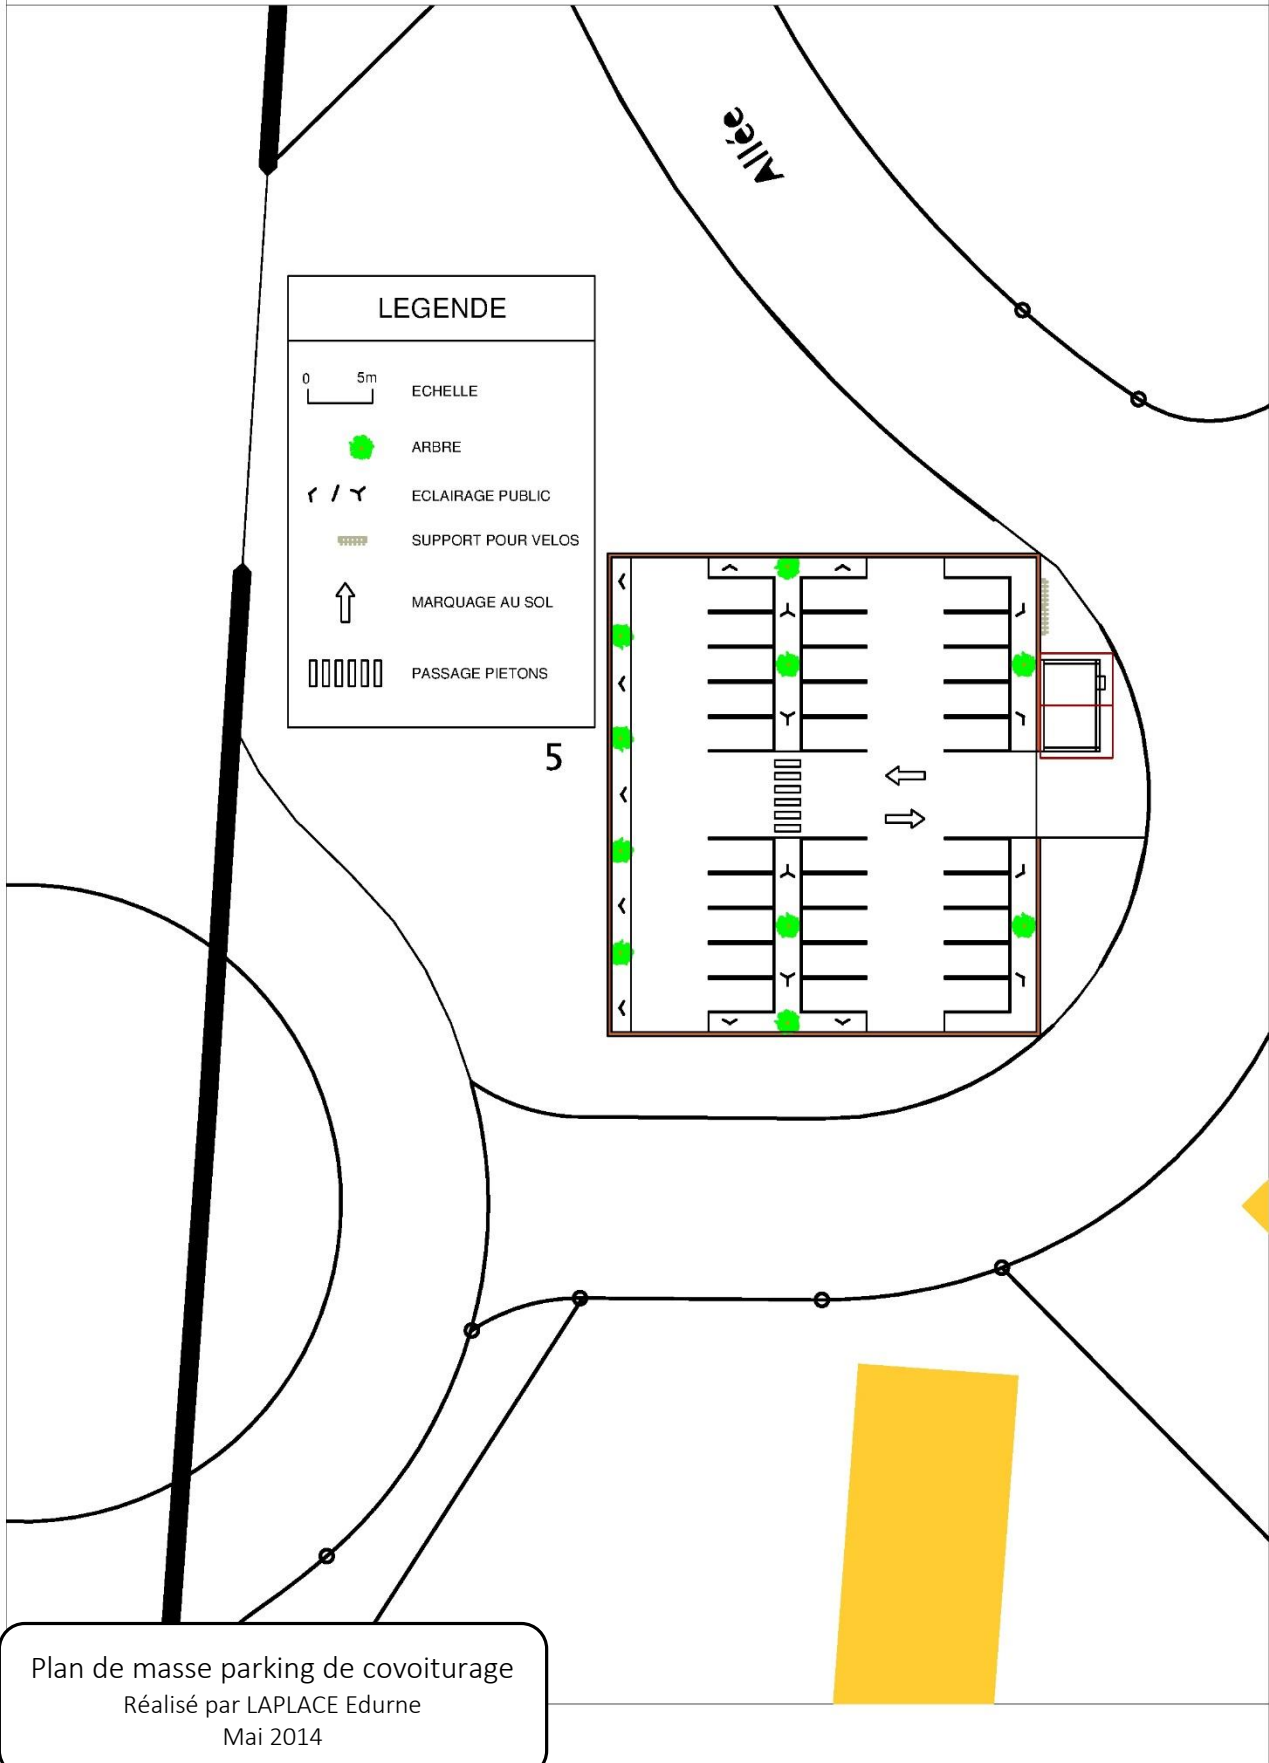 Allée
LEGENDE
0 5m
ECHELLE
ARBRE
ECLAIRAGE PUBLIC
SUPPORT POUR VELOS
MARQUAGE AU SOL
PASSAGE PIETONS
5
Plan de masse parking de covoiturage
Réalisé par LAPLACE Edurne
Mai 2014